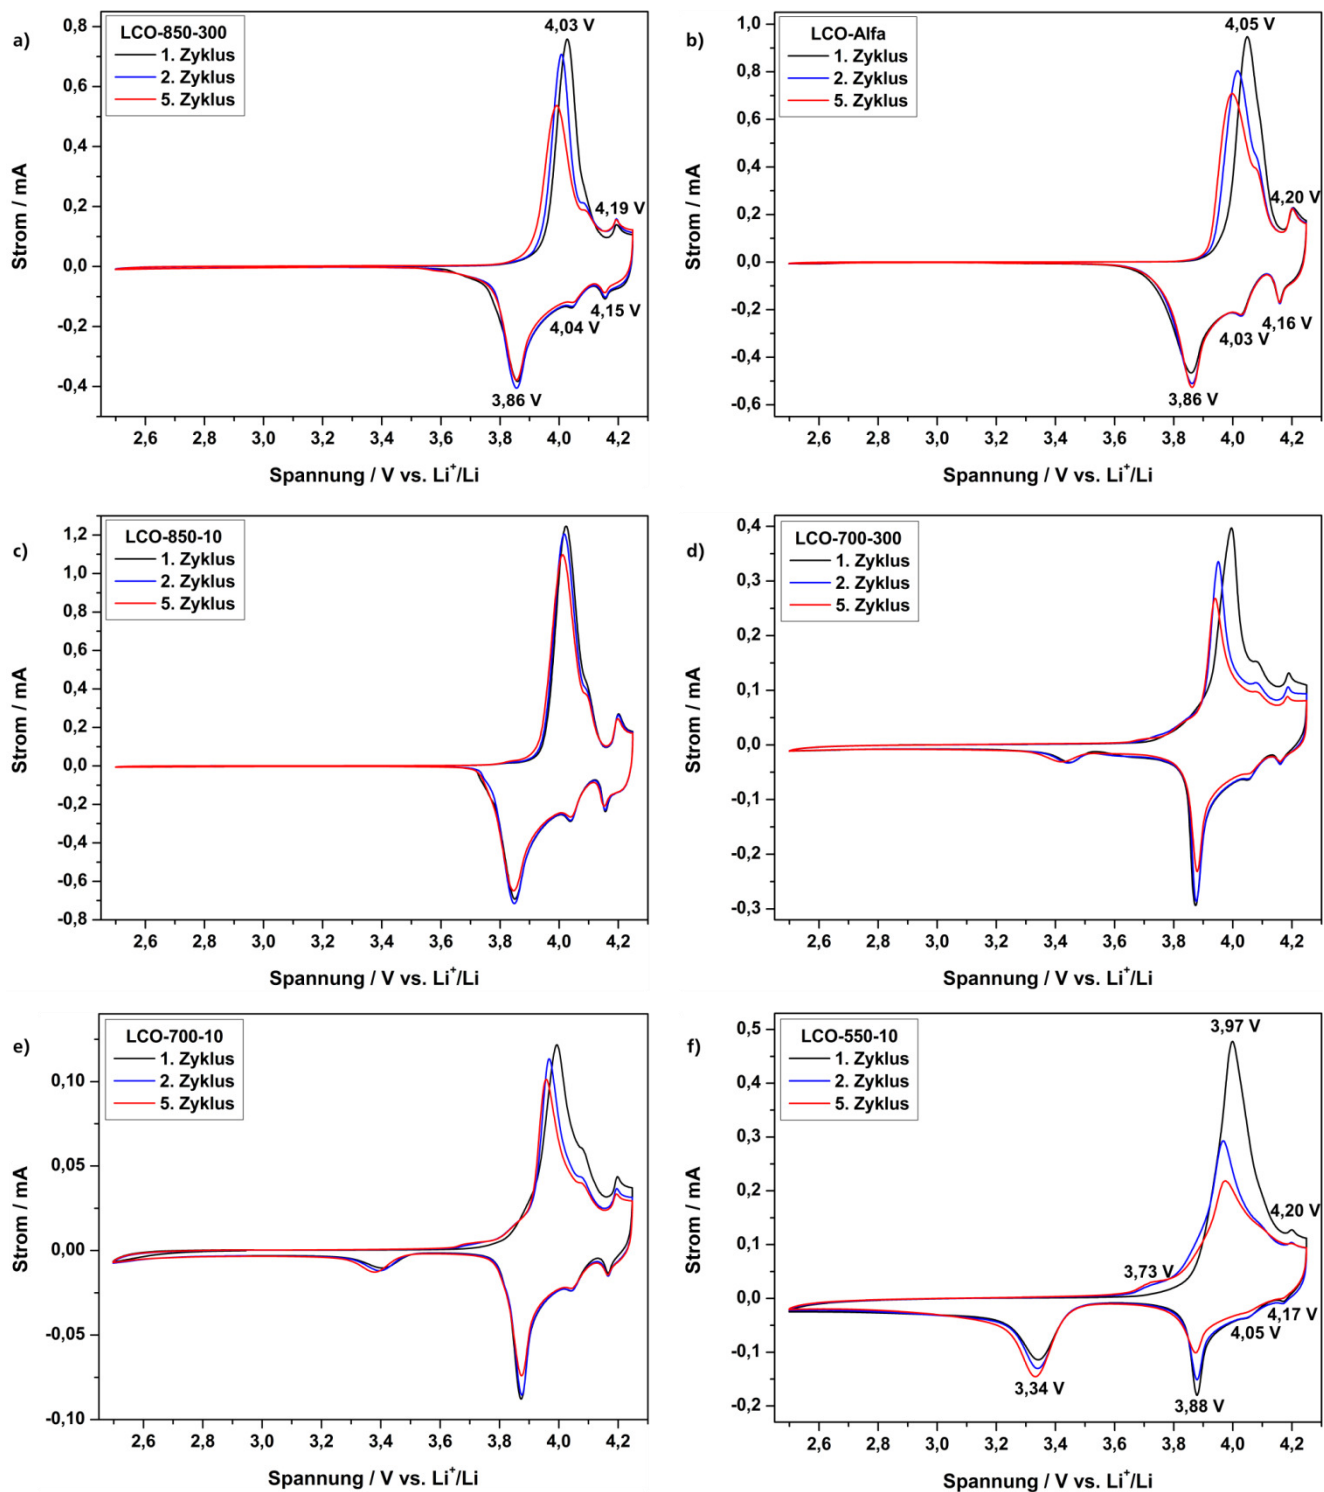 a)
LCO-850-300
1. Zyklus
2. Zyklus
5. Zyklus
4,03 V
4,19 V
4,15 V
4,04 V
3,86 V
0,8
0,6
0,4
0,2
0,0
-0,2
-0,4
Strom / mA
2,6 2,8 3,0 3,2 3,4 3,6 3,8 4,0 4,2
Spannung / V vs. Li⁺/Li
b)
LCO-Alfa
1. Zyklus
2. Zyklus
5. Zyklus
4,05 V
4,20 V
4,16 V
4,03 V
3,86 V
1,0
0,8
0,6
0,4
0,2
0,0
-0,2
-0,4
-0,6
Strom / mA
2,6 2,8 3,0 3,2 3,4 3,6 3,8 4,0 4,2
Spannung / V vs. Li⁺/Li
c)
LCO-850-10
1. Zyklus
2. Zyklus
5. Zyklus
1,2
1,0
0,8
0,6
0,4
0,2
0,0
-0,2
-0,4
-0,6
-0,8
Strom / mA
2,6 2,8 3,0 3,2 3,4 3,6 3,8 4,0 4,2
Spannung / V vs. Li⁺/Li
d)
LCO-700-300
1. Zyklus
2. Zyklus
5. Zyklus
0,4
0,3
0,2
0,1
0,0
-0,1
-0,2
-0,3
Strom / mA
2,6 2,8 3,0 3,2 3,4 3,6 3,8 4,0 4,2
Spannung / V vs. Li⁺/Li
e)
LCO-700-10
1. Zyklus
2. Zyklus
5. Zyklus
0,10
0,05
0,00
-0,05
-0,10
Strom / mA
2,6 2,8 3,0 3,2 3,4 3,6 3,8 4,0 4,2
Spannung / V vs. Li⁺/Li
f)
LCO-550-10
1. Zyklus
2. Zyklus
5. Zyklus
3,97 V
4,20 V
3,73 V
4,17 V
4,05 V
3,34 V
3,88 V
0,5
0,4
0,3
0,2
0,1
0,0
-0,1
-0,2
Strom / mA
2,6 2,8 3,0 3,2 3,4 3,6 3,8 4,0 4,2
Spannung / V vs. Li⁺/Li